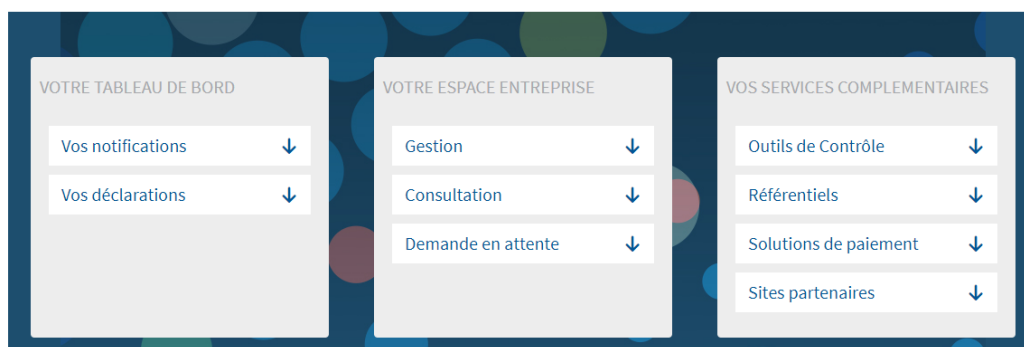 VOTRE TABLEAU DE BORD
Vos notifications
Vos déclarations
VOTRE ESPACE ENTREPRISE
Gestion
Consultation
Demande en attente
VOS SERVICES COMPLEMENTAIRES
Outils de Contrôle
Référentiels
Solutions de paiement
Sites partenaires